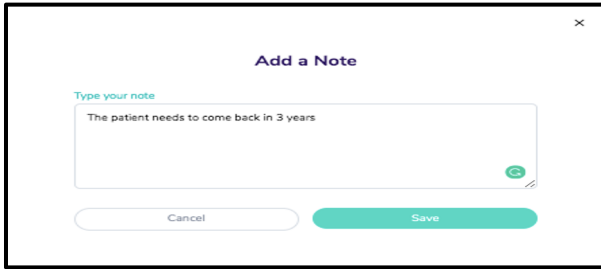 Add a Note
Type your note
The patient needs to come back in 3 years
Cancel
Save